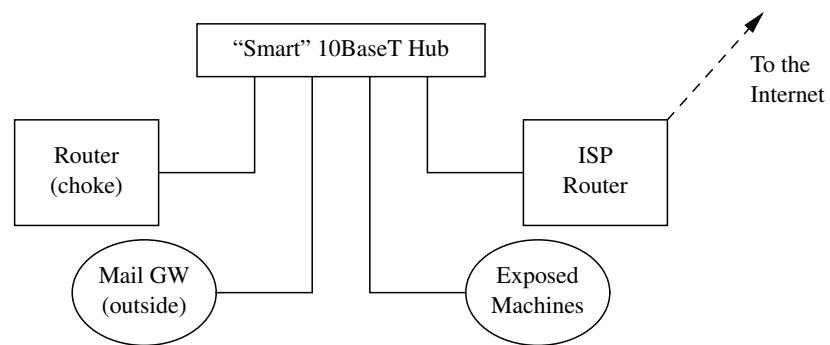 “Smart” 10BaseT Hub
To the
Internet
Router
(choke)
ISP
Router
Mail GW
(outside)
Exposed
Machines